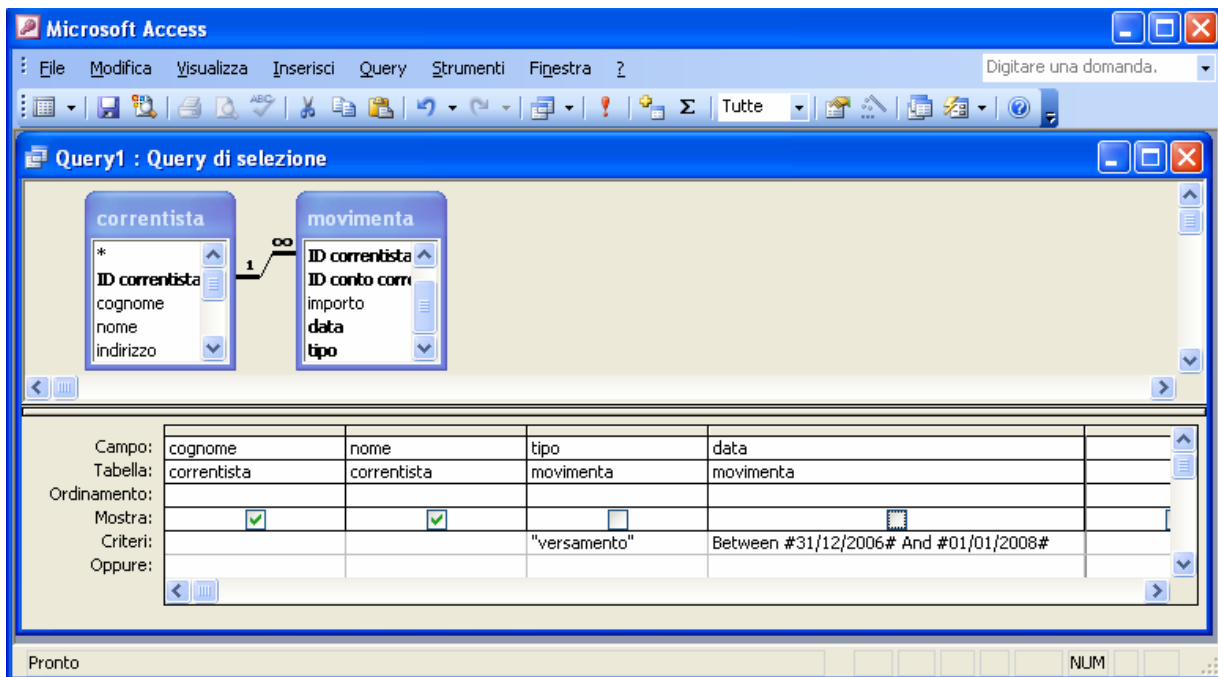 Microsoft Access
File Modifica Visualizza Inserisci Query Strumenti Finestra ? Digitare una domanda.
ABC Σ Tutte
Query1 : Query di selezione
correntista movimenta
*
ID correntista
cognome
nome
indirizzo
1 ∞
ID correntista
ID conto corre
importo
data
tipo
Campo: cognome nome tipo data
Tabella: correntista correntista movimenta movimenta
Ordinamento:
Mostra:
Criteri: "versamento" Between #31/12/2006# And #01/01/2008#
Oppure:
Pronto NUM